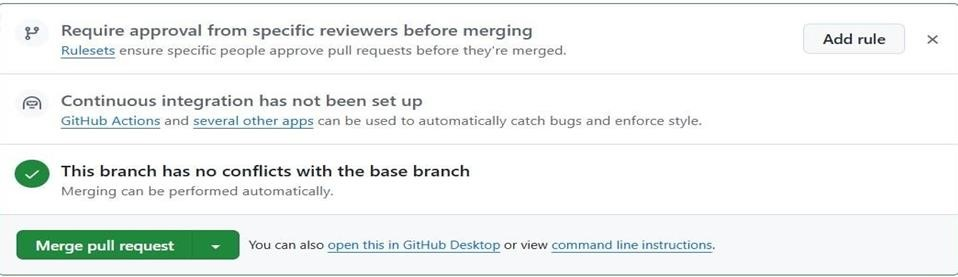 Require approval from specific reviewers before merging
Rulesets ensure specific people approve pull requests before they're merged.
Add rule
Continuous integration has not been set up
GitHub Actions and several other apps can be used to automatically catch bugs and enforce style.
This branch has no conflicts with the base branch
Merging can be performed automatically.
Merge pull request
You can also open this in GitHub Desktop or view command line instructions.